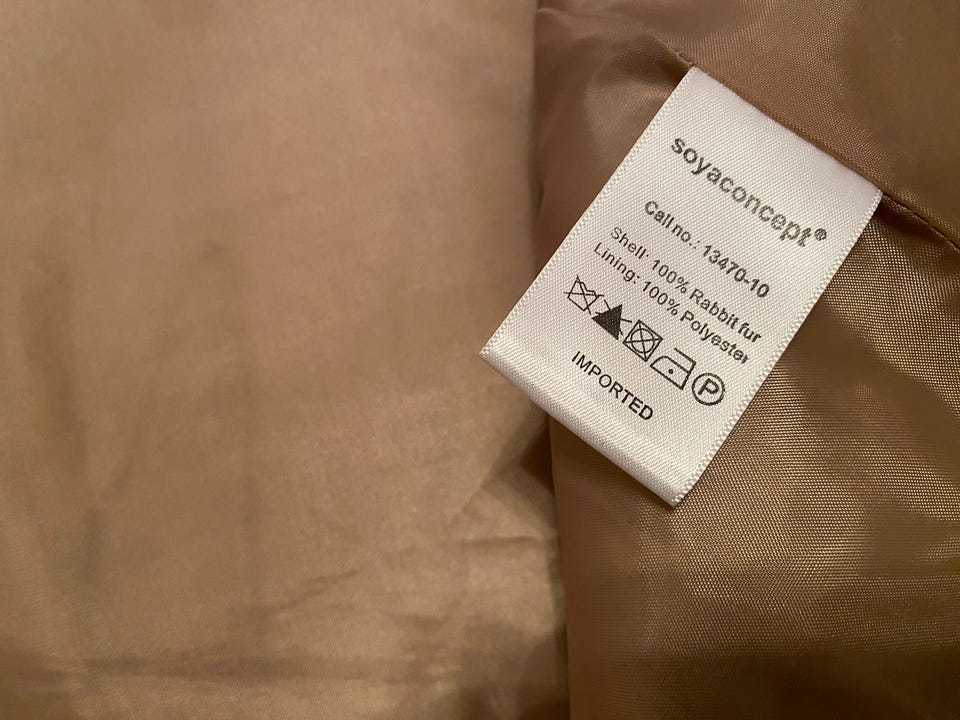 soyaconcept®
Call no.: 13470-10
Shell: 100% Rabbit fur
Lining: 100% Polyester
P
IMPORTED